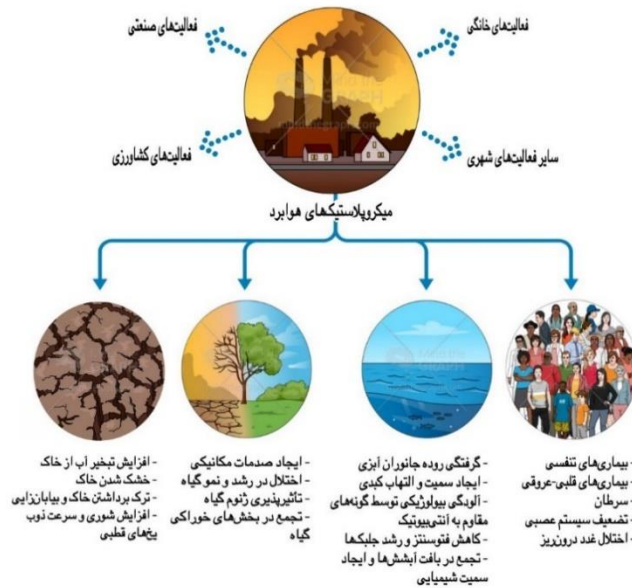 فعالیت‌های صنعتی
فعالیت‌های خانگی
فعالیت‌های کشاورزی
سایر فعالیت‌های شهری
میکروپلاستیک‌های هوابرد
- بیماری‌های تنفسی
- بیماری‌های قلبی-عروقی
- سرطان
- تضعیف سیستم عصبی
- اختلال غدد درون‌ریز
- گرفتگی روده جانوران آبزی
- ایجاد سمیت و التهاب کبدی
- آلودگی بیولوژیکی توسط گونه‌های
مقاوم به آنتی‌بیوتیک
- کاهش فتوسنتز و رشد جلبک‌ها
- تجمع در بافت آبشش‌ها و ایجاد
سمیت شیمیایی
- ایجاد صدمات مکانیکی
- اختلال در رشد و نمو گیاه
- تأثیرپذیری ژنوم گیاه
- تجمع در بخش‌های خوراکی
گیاه
- افزایش تبخیر آب از خاک
- خشک شدن خاک
- ترک برداشتن خاک و بیابان‌زایی
- افزایش شوری و سرعت ذوب
یخ‌های قطبی